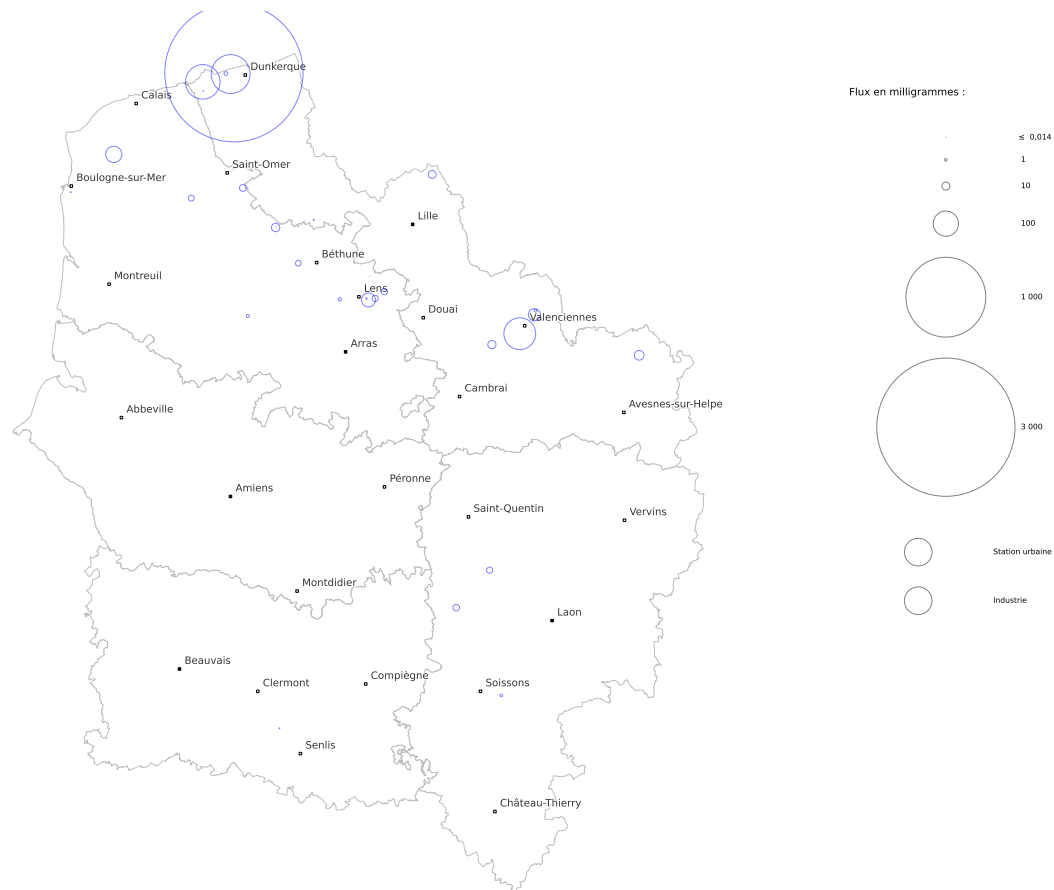 Dunkerque
Calais
Saint-Omer
Boulogne-sur-Mer
Lille
Béthune
Montreuil
Lens
Douai
Valenciennes
Arras
Cambrai
Avesnes-sur-Helpe
Abbeville
Péronne
Amiens
Saint-Quentin
Vervins
Montdidier
Laon
Beauvais
Clermont
Compiègne
Soissons
Senlis
Château-Thierry
Flux en milligrammes :
≤ 0,014
1
10
100
1 000
3 000
Station urbaine
Industrie